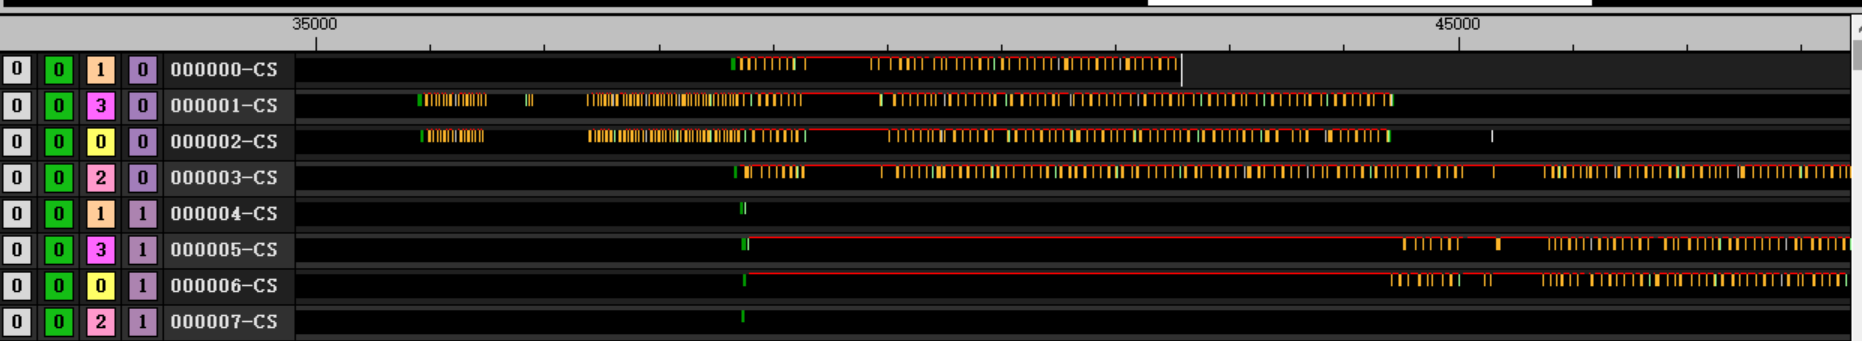 35000 45000
0 0 1 0 000000-CS
0 0 3 0 000001-CS
0 0 0 0 000002-CS
0 0 2 0 000003-CS
0 0 1 1 000004-CS
0 0 3 1 000005-CS
0 0 0 1 000006-CS
0 0 2 1 000007-CS